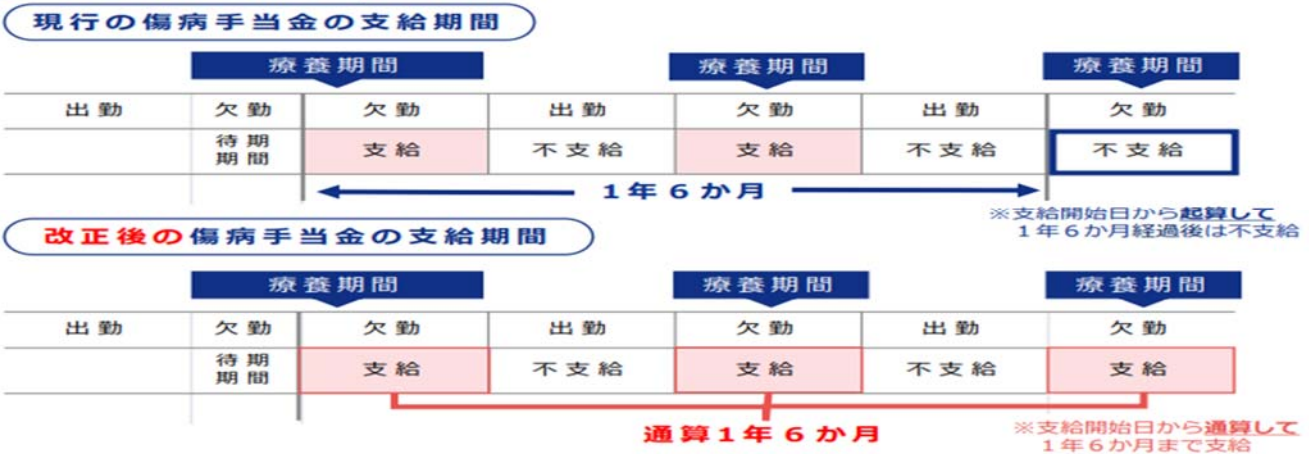 現行の傷病手当金の支給期間
療養期間 療養期間 療養期間
出勤 欠勤 欠勤 出勤 欠勤 出勤 欠勤
待期
期間
支給 不支給 支給 不支給 不支給
1年6か月
※支給開始日から起算して
1年6か月経過後は不支給
改正後の傷病手当金の支給期間
療養期間 療養期間 療養期間
出勤 欠勤 欠勤 出勤 欠勤 出勤 欠勤
待期
期間
支給 不支給 支給 不支給 支給
通算1年6か月
※支給開始日から通算して
1年6か月まで支給